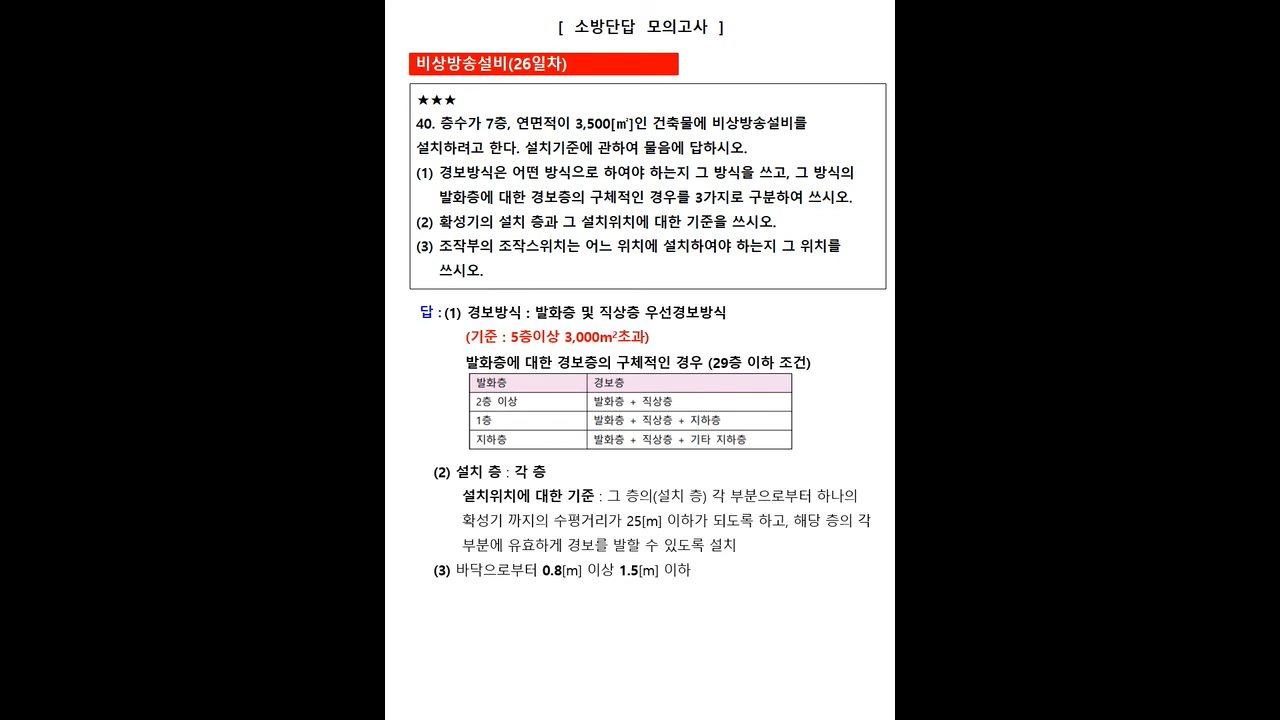 [ 소방단답 모의고사 ]
비상방송설비(26일차)
★★★
40. 층수가 7층, 연면적이 3,500[㎡]인 건축물에 비상방송설비를
설치하려고 한다. 설치기준에 관하여 물음에 답하시오.
(1) 경보방식은 어떤 방식으로 하여야 하는지 그 방식을 쓰고, 그 방식의
발화층에 대한 경보층의 구체적인 경우를 3가지로 구분하여 쓰시오.
(2) 확성기의 설치 층과 그 설치위치에 대한 기준을 쓰시오.
(3) 조작부의 조작스위치는 어느 위치에 설치하여야 하는지 그 위치를
쓰시오.
답 : (1) 경보방식 : 발화층 및 직상층 우선경보방식
(기준 : 5층이상 3,000m²초과)
발화층에 대한 경보층의 구체적인 경우 (29층 이하 조건)
발화층 경보층
2층 이상 발화층 + 직상층
1층 발화층 + 직상층 + 지하층
지하층 발화층 + 직상층 + 기타 지하층
(2) 설치 층 : 각 층
설치위치에 대한 기준 : 그 층의(설치 층) 각 부분으로부터 하나의
확성기 까지의 수평거리가 25[m] 이하가 되도록 하고, 해당 층의 각
부분에 유효하게 경보를 발할 수 있도록 설치
(3) 바닥으로부터 0.8[m] 이상 1.5[m] 이하